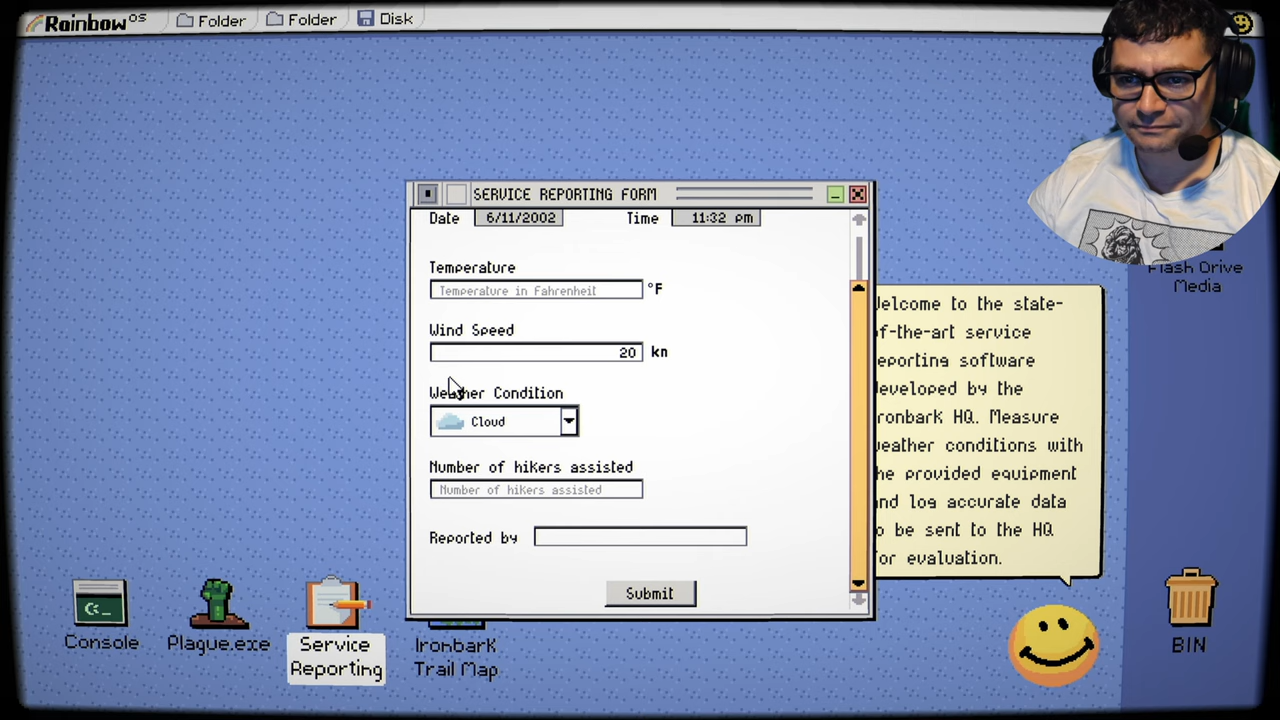 RainbowOS
Folder
Folder
Disk
SERVICE REPORTING FORM
Date 6/11/2002 Time 11:32 pm
Temperature
Temperature in Fahrenheit °F
Wind Speed
20 kn
Weather Condition
Cloud
Number of hikers assisted
Number of hikers assisted
Reported by
Submit
Welcome to the state-
of-the-art service
reporting software
developed by the
Ironbark HQ. Measure
weather conditions with
the provided equipment
and log accurate data
to be sent to the HQ
for evaluation.
Flash Drive
Media
Console
Plague.exe
Service
Reporting
Ironbark
Trail Map
BIN